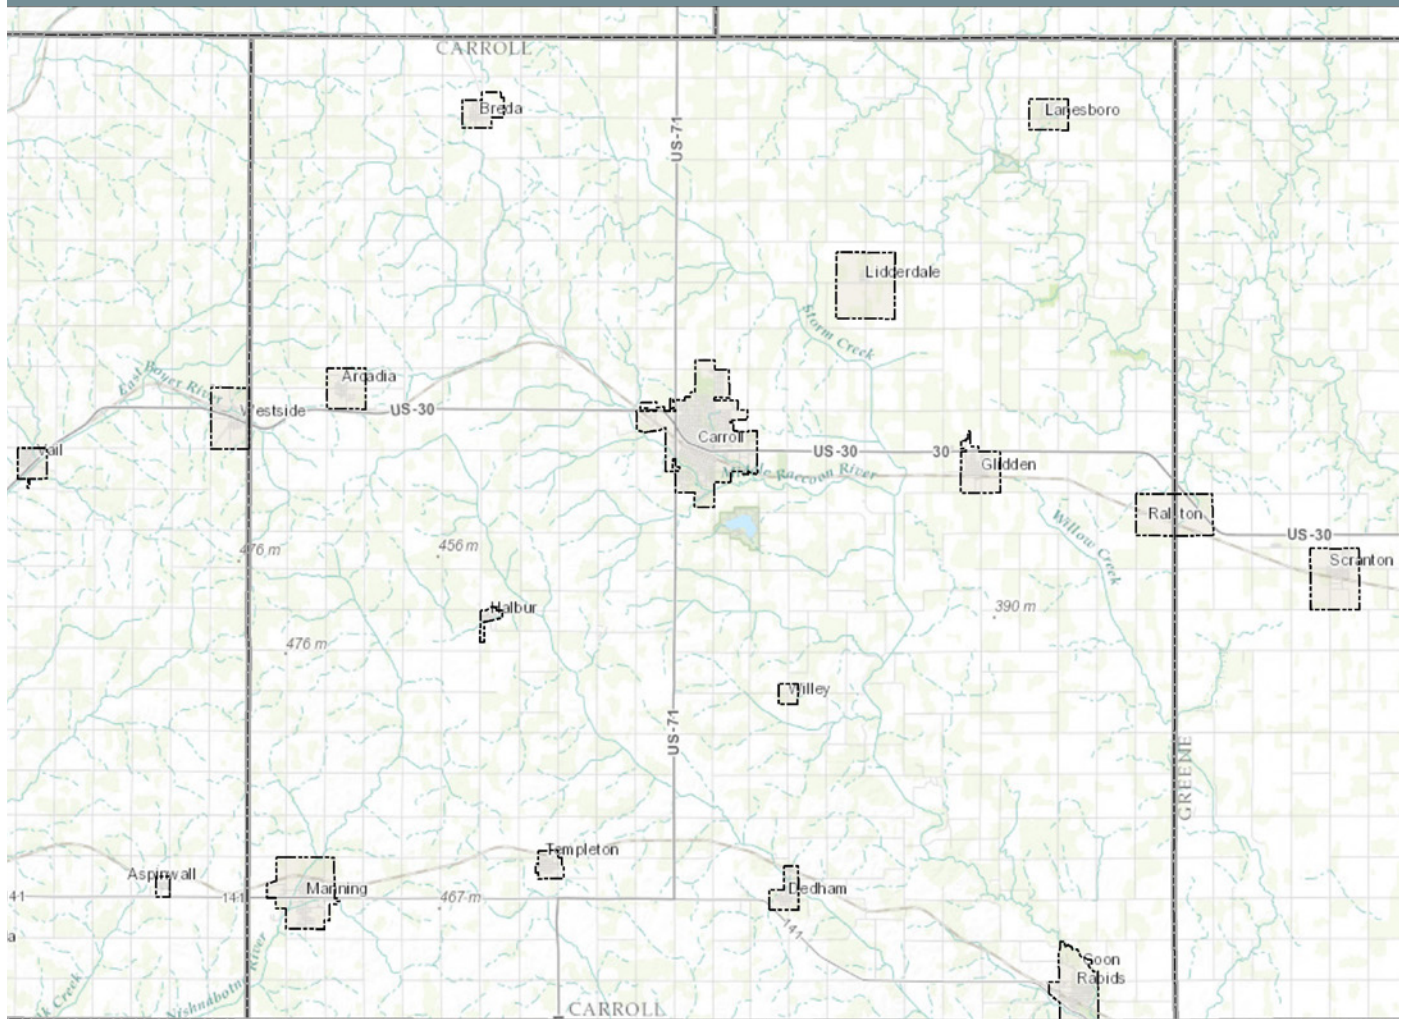 CARROLL
Breda
Lanesboro
US-71
Lidderdale
Storm Creek
East Boyer River
Arcadia
Westside
US-30
Vail
Carroll
US-30
30
Glidden
Middle Raccoon River
Willow Creek
Ralston
US-30
Scranton
476 m
456 m
390 m
Halbur
476 m
Willey
US-71
GREENE
Templeton
Aspinwall
Manning
Dedham
41
141
467 m
141
a
Coon
Rapids
River
CARROLL